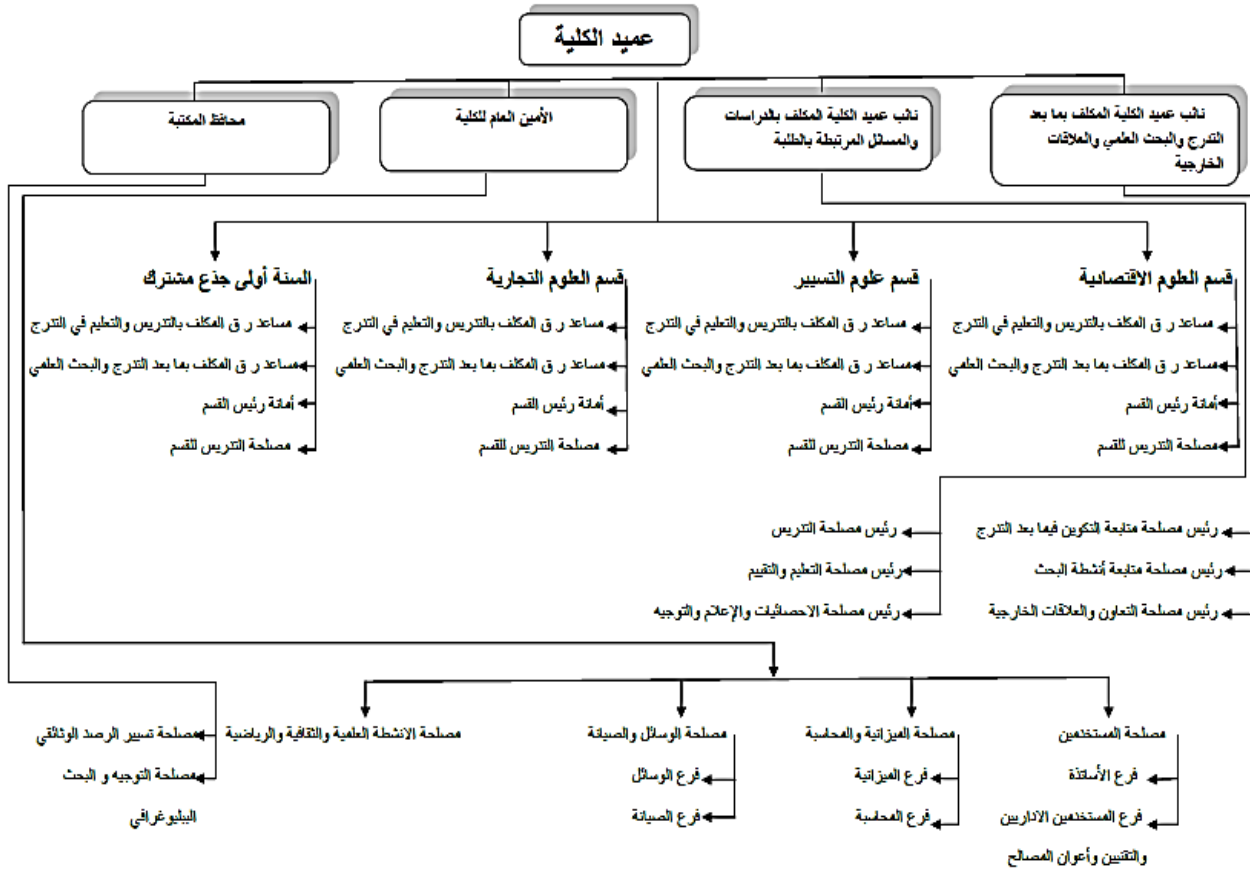 عميد الكلية
نائب عميد الكلية المكلف بما بعد
التدرج والبحث العلمي والعلاقات
الخارجية
نائب عميد الكلية المكلف بالدراسات
والمسائل المرتبطة بالطلبة
الأمين العام للكلية
محافظ المكتبة
قسم العلوم الاقتصادية
مساعد ر ق المكلف بالتدريس والتعليم في التدرج
مساعد ر ق المكلف بما بعد التدرج والبحث العلمي
أمانة رئيس القسم
مصلحة التدريس للقسم
قسم علوم التسيير
مساعد ر ق المكلف بالتدريس والتعليم في التدرج
مساعد ر ق المكلف بما بعد التدرج والبحث العلمي
أمانة رئيس القسم
مصلحة التدريس للقسم
قسم العلوم التجارية
مساعد ر ق المكلف بالتدريس والتعليم في التدرج
مساعد ر ق المكلف بما بعد التدرج والبحث العلمي
أمانة رئيس القسم
مصلحة التدريس للقسم
السنة أولى جذع مشترك
مساعد ر ق المكلف بالتدريس والتعليم في التدرج
مساعد ر ق المكلف بما بعد التدرج والبحث العلمي
أمانة رئيس القسم
مصلحة التدريس للقسم
رئيس مصلحة متابعة التكوين فيما بعد التدرج
رئيس مصلحة متابعة أنشطة البحث
رئيس مصلحة التعاون والعلاقات الخارجية
رئيس مصلحة التدريس
رئيس مصلحة التعليم والتقييم
رئيس مصلحة الاحصائيات والإعلام والتوجيه
مصلحة المستخدمين
فرع الأساتذة
فرع المستخدمين الاداريين
والتقنيين وأعوان المصالح
مصلحة الميزانية والمحاسبة
فرع الميزانية
فرع المحاسبة
مصلحة الوسائل والصيانة
فرع الوسائل
فرع الصيانة
مصلحة الانشطة العلمية والثقافية والرياضية
مصلحة تسيير الرصد الوثائقي
مصلحة التوجيه و البحث
البيليوغرافي